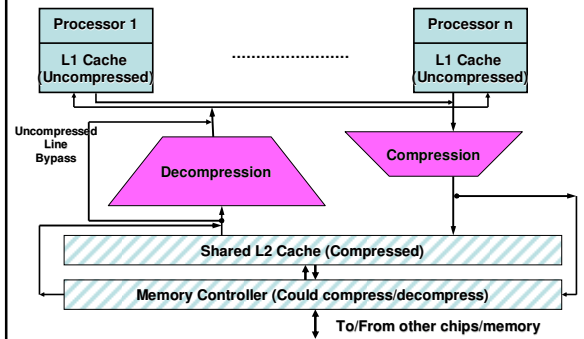 Processor 1
L1 Cache
(Uncompressed)
Processor n
L1 Cache
(Uncompressed)
Uncompressed
Line
Bypass
Decompression
Compression
Shared L2 Cache (Compressed)
Memory Controller (Could compress/decompress)
To/From other chips/memory